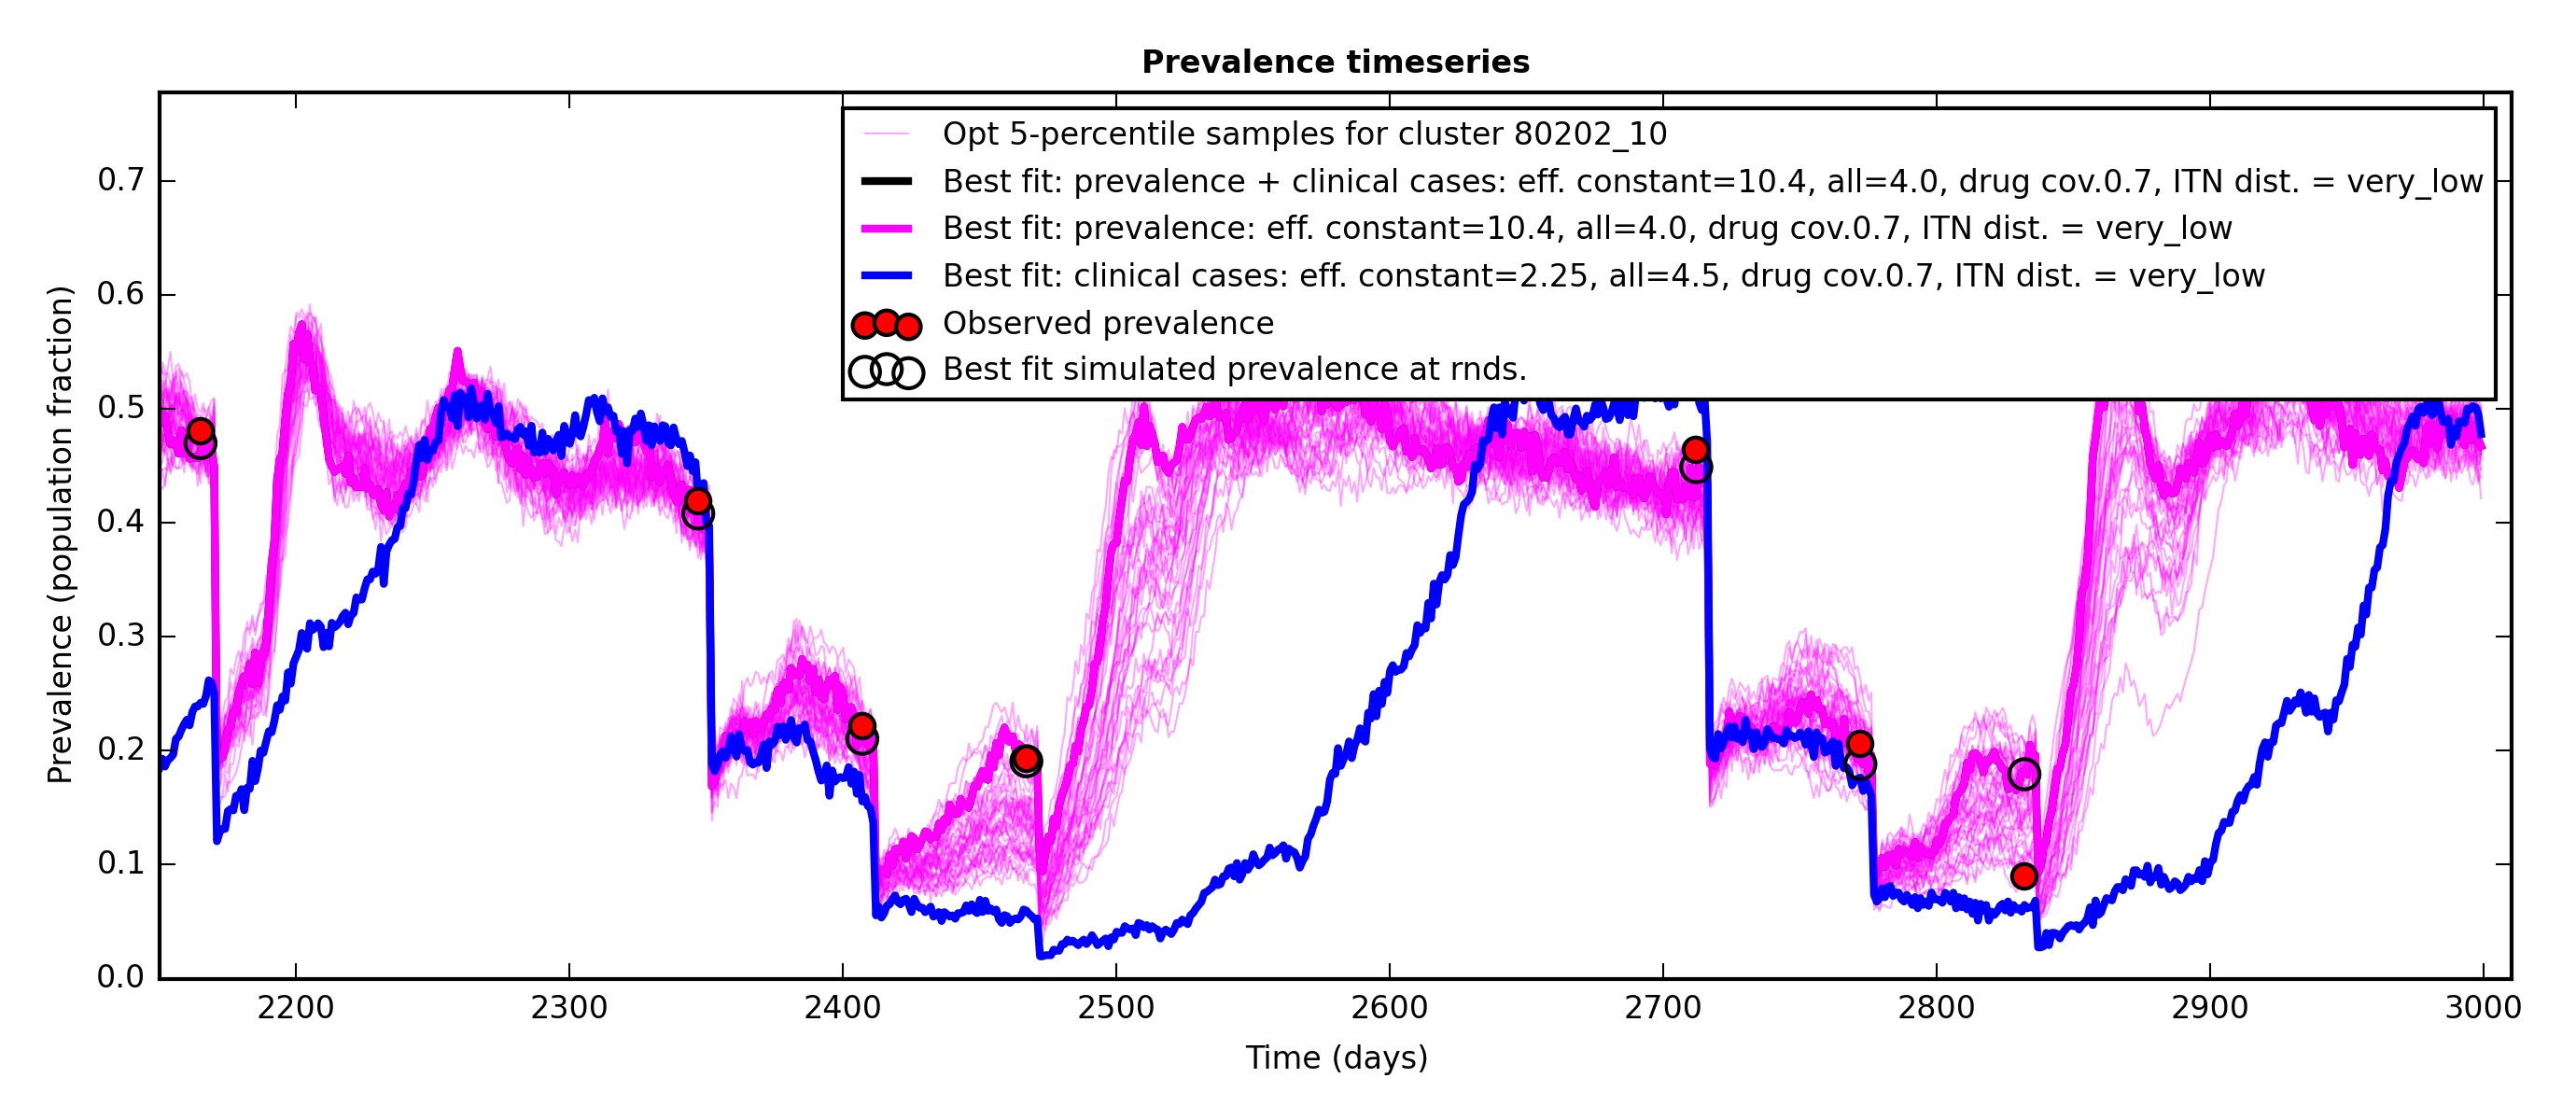 Prevalence timeseries
Opt 5-percentile samples for cluster 80202_10
Best fit: prevalence + clinical cases: eff. constant=10.4, all=4.0, drug cov.0.7, ITN dist. = very_low
Best fit: prevalence: eff. constant=10.4, all=4.0, drug cov.0.7, ITN dist. = very_low
Best fit: clinical cases: eff. constant=2.25, all=4.5, drug cov.0.7, ITN dist. = very_low
Observed prevalence
Best fit simulated prevalence at rnds.
Prevalence (population fraction)
0.7
0.6
0.5
0.4
0.3
0.2
0.1
0.0
2200 2300 2400 2500 2600 2700 2800 2900 3000
Time (days)